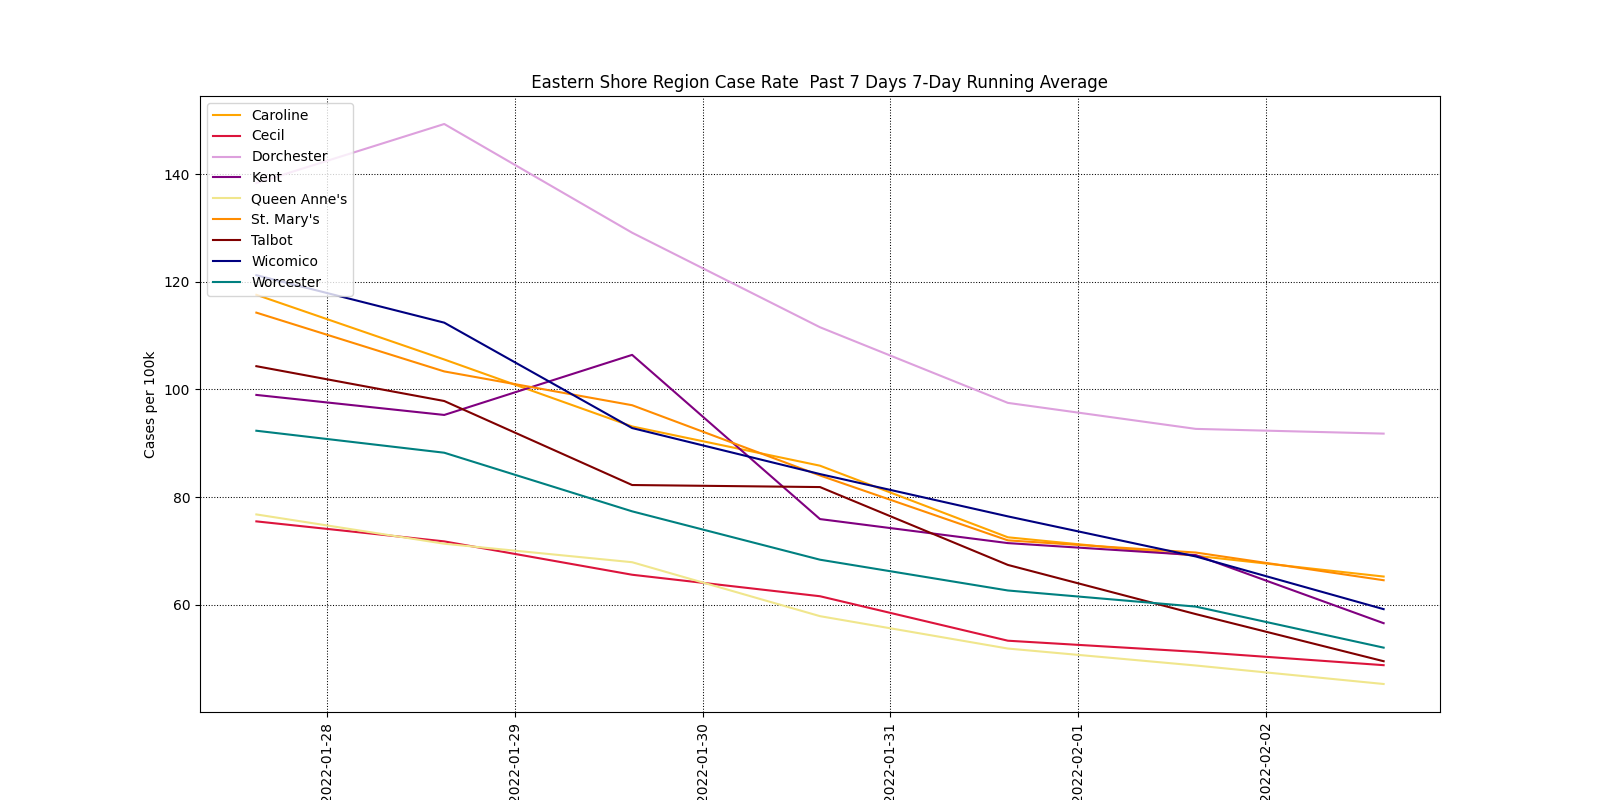 Eastern Shore Region Case Rate  Past 7 Days 7-Day Running Average
Caroline
Cecil
Dorchester
Kent
Queen Anne's
St. Mary's
Talbot
Wicomico
Worcester
140
120
100
80
60
Cases per 100k
2022-01-28
2022-01-29
2022-01-30
2022-01-31
2022-02-01
2022-02-02